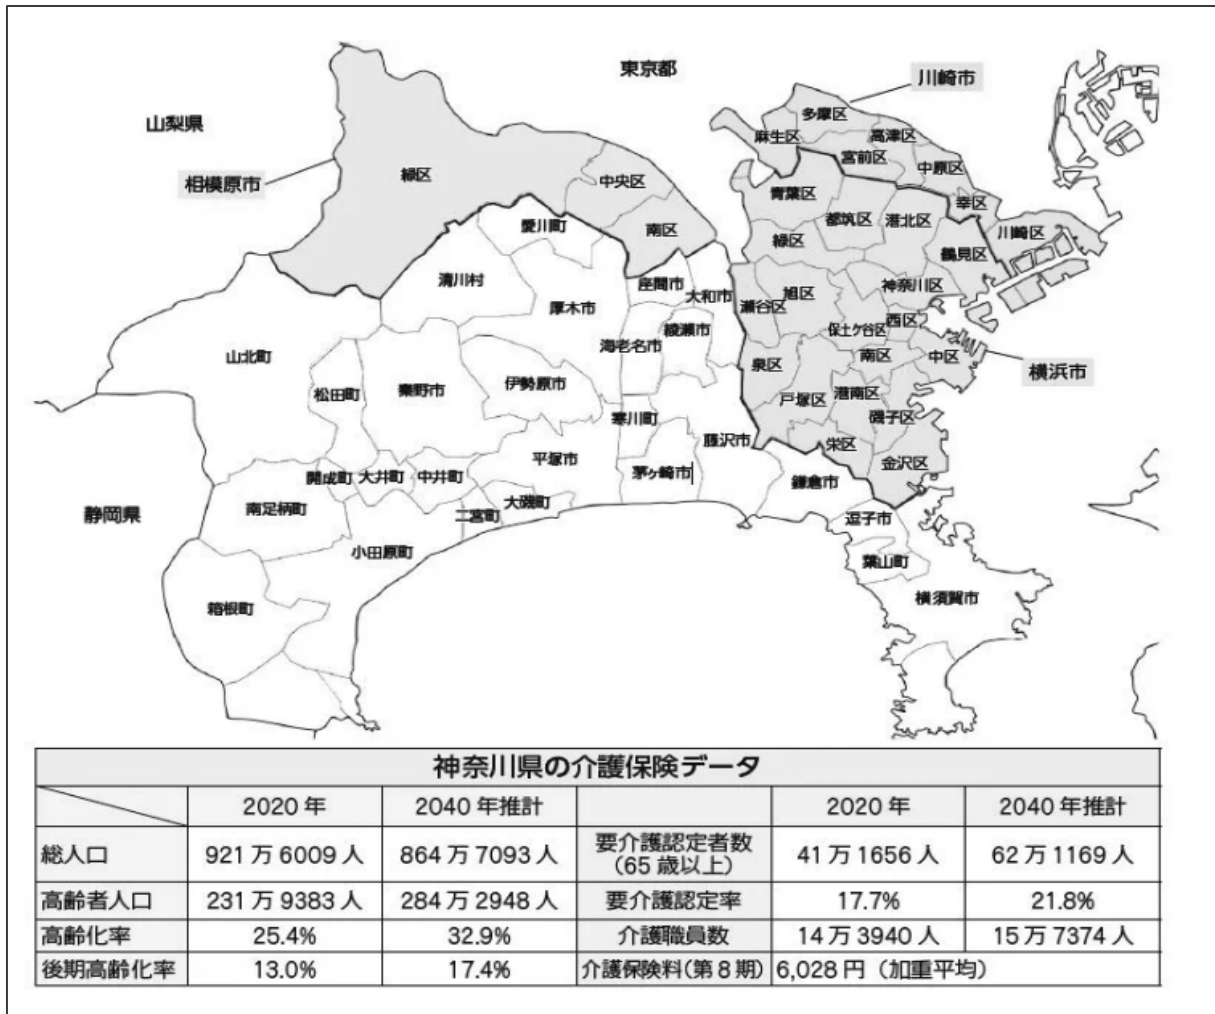 東京都
川崎市
山梨県
多摩区
麻生区
高津区
宮前区
中原区
相模原市
緑区
中央区
青葉区
幸区
南区
都筑区
港北区
川崎区
愛川町
緑区
鶴見区
清川村
座間市
神奈川区
大和市
瀬谷区
旭区
厚木市
西区
綾瀬市
保土ケ谷区
海老名市
山北町
南区
中区
泉区
横浜市
伊勢原市
秦野市
松田町
港南区
戸塚区
寒川町
磯子区
藤沢市
栄区
平塚市
金沢区
開成町
大井町
中井町
茅ヶ崎市
鎌倉市
大磯町
南足柄町
二宮町
静岡県
逗子市
小田原町
葉山町
横須賀市
箱根町
神奈川県の介護保険データ
2020年 2040年推計 2020年 2040年推計
総人口 921万6009人 864万7093人 要介護認定者数
(65歳以上) 41万1656人 62万1169人
高齢者人口 231万9383人 284万2948人 要介護認定率 17.7% 21.8%
高齢化率 25.4% 32.9% 介護職員数 14万3940人 15万7374人
後期高齢化率 13.0% 17.4% 介護保険料(第8期) 6,028円(加重平均)